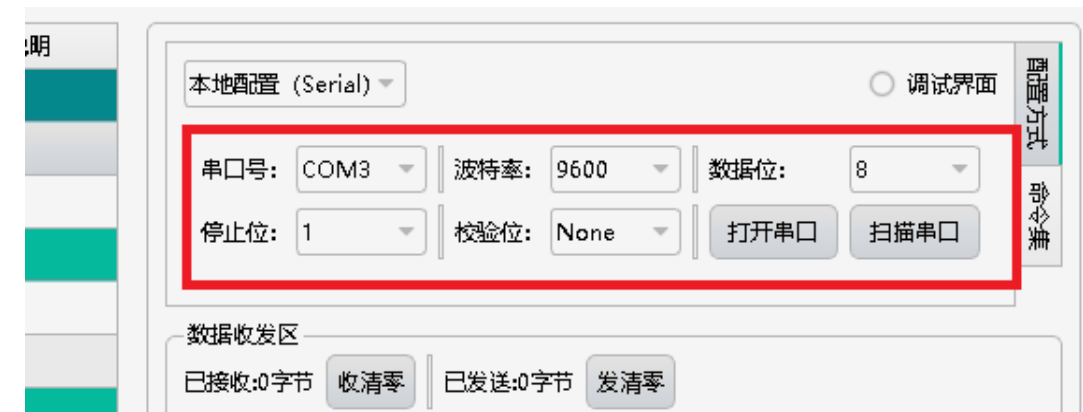 明
本地配置 (Serial)
调试界面
配置方式
串口号: COM3 波特率: 9600 数据位: 8
停止位: 1 校验位: None 打开串口 扫描串口
命令集
数据收发区
已接收:0字节 收清零 已发送:0字节 发清零